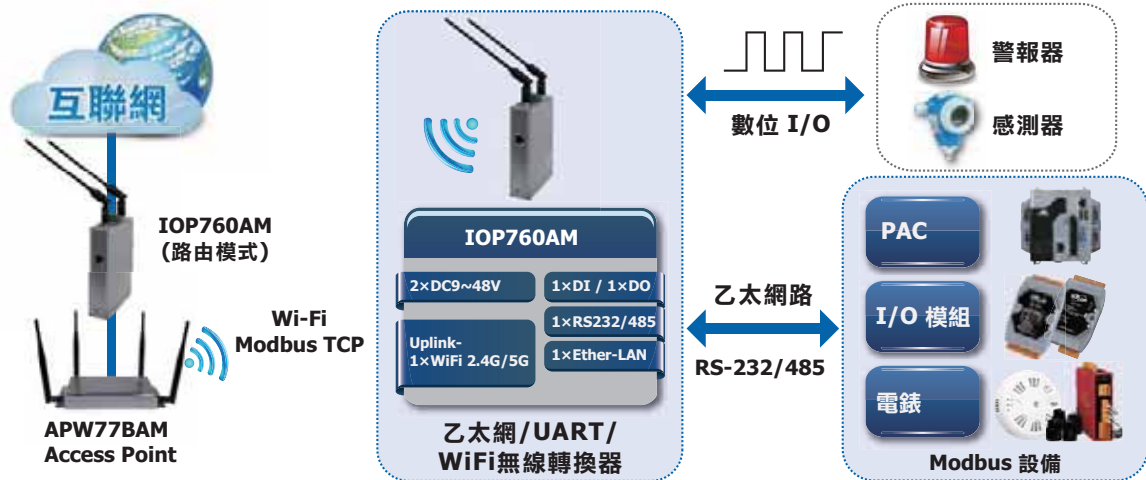 互聯網
IOP760AM
(路由模式)
Wi-Fi
Modbus TCP
APW77BAM
Access Point
IOP760AM
2×DC9~48V
Uplink-
1×WiFi 2.4G/5G
1×DI / 1×DO
1×RS232/485
1×Ether-LAN
乙太網/UART/
WiFi無線轉換器
數位 I/O
警報器
感測器
乙太網路
RS-232/485
PAC
I/O 模組
電錶
Modbus 設備